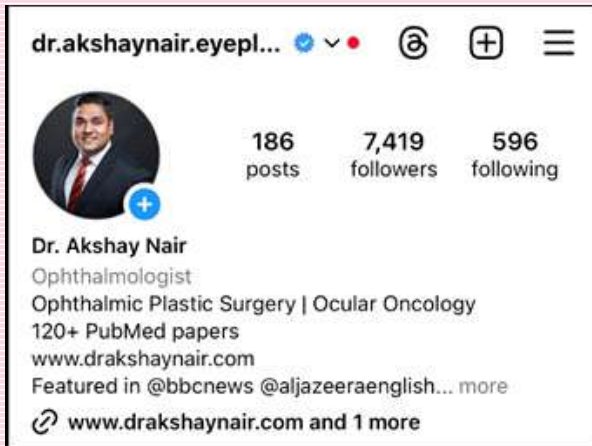 dr.akshaynair.eyepl...
186 7,419 596
posts followers following
Dr. Akshay Nair
Ophthalmologist
Ophthalmic Plastic Surgery | Ocular Oncology
120+ PubMed papers
www.drakshaynair.com
Featured in @bbcnews @aljazeeraenglish... more
www.drakshaynair.com and 1 more